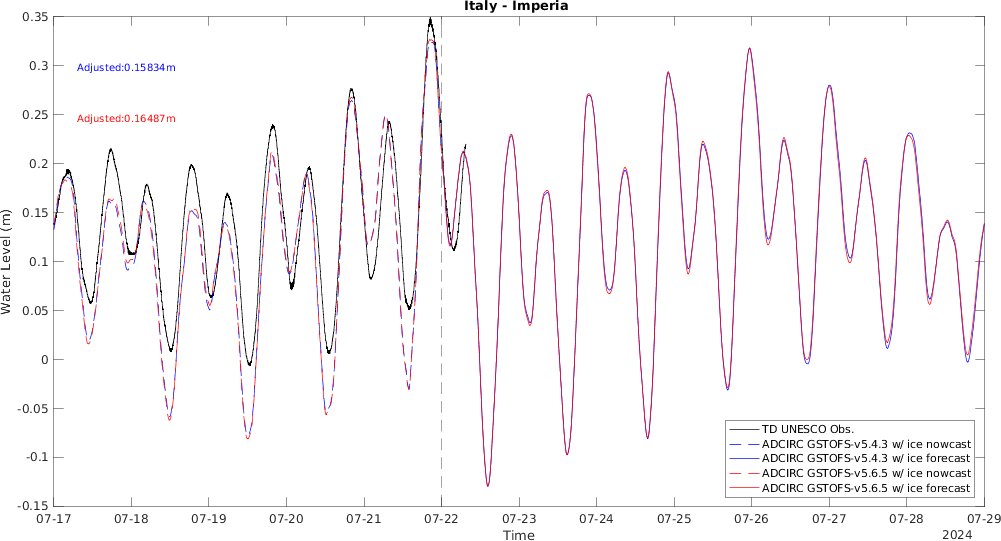 Italy - Imperia
0.35
0.3
0.25
0.2
0.15
0.1
0.05
0
-0.05
-0.1
-0.15
Water Level (m)
Adjusted:0.15834m
Adjusted:0.16487m
TD UNESCO Obs.
ADCIRC GSTOFS-v5.4.3 w/ ice nowcast
ADCIRC GSTOFS-v5.4.3 w/ ice forecast
ADCIRC GSTOFS-v5.6.5 w/ ice nowcast
ADCIRC GSTOFS-v5.6.5 w/ ice forecast
07-17 07-18 07-19 07-20 07-21 07-22 07-23 07-24 07-25 07-26 07-27 07-28 07-29
Time
2024